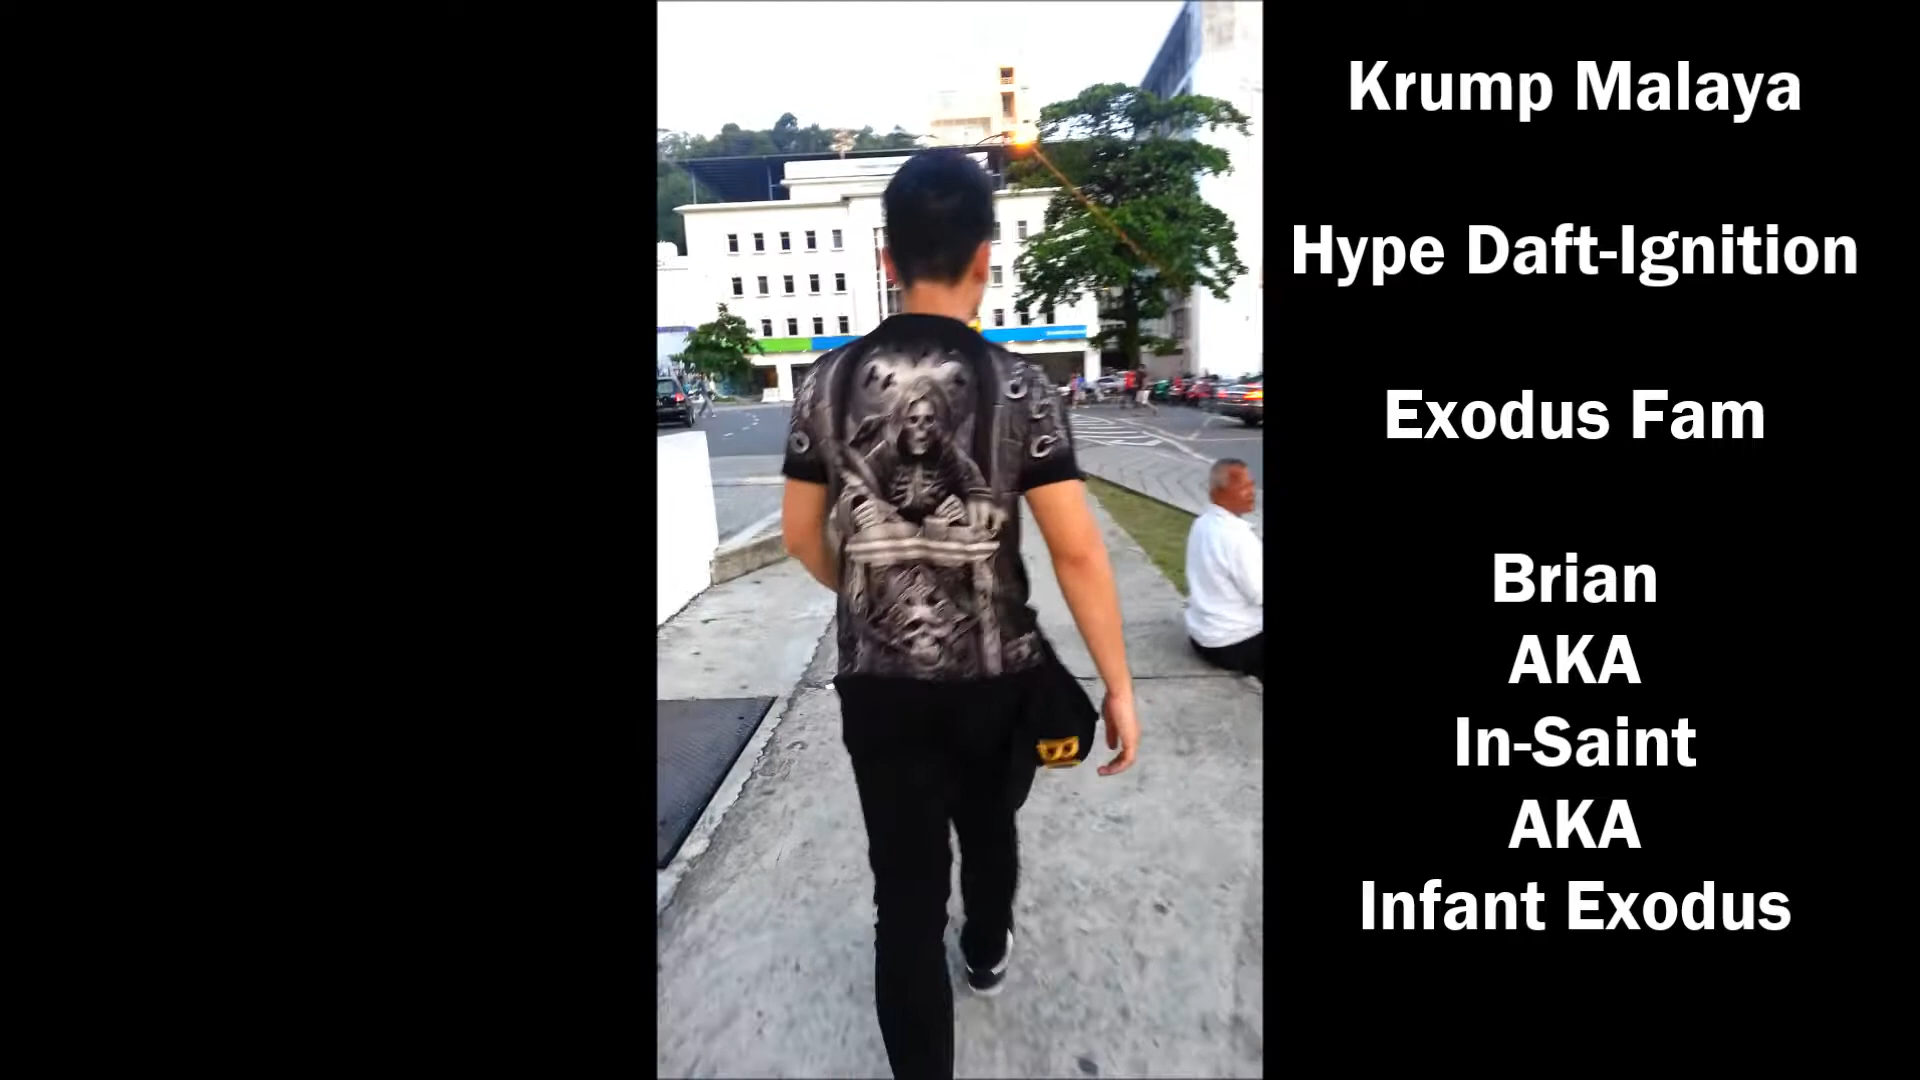 Krump Malaya
Hype Daft-Ignition
Exodus Fam
Brian
AKA
In-Saint
AKA
Infant Exodus